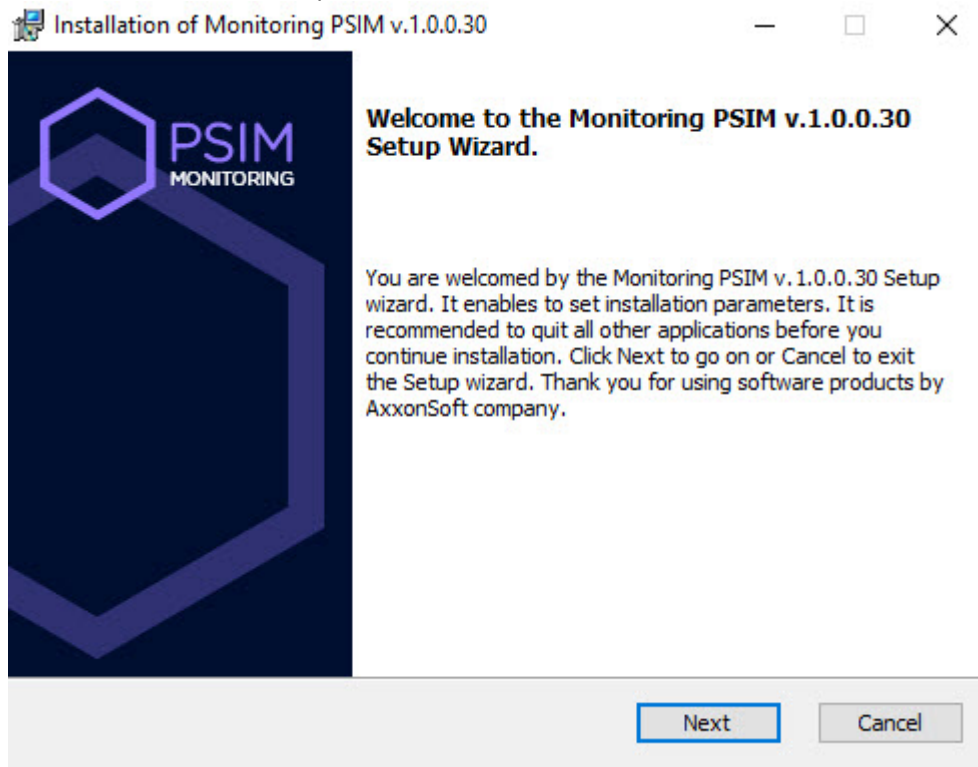 Installation of Monitoring PSIM v.1.0.0.30
PSIM
MONITORING
Welcome to the Monitoring PSIM v.1.0.0.30
Setup Wizard.
You are welcomed by the Monitoring PSIM v.1.0.0.30 Setup
wizard. It enables to set installation parameters. It is
recommended to quit all other applications before you
continue installation. Click Next to go on or Cancel to exit
the Setup wizard. Thank you for using software products by
AxxonSoft company.
Next
Cancel